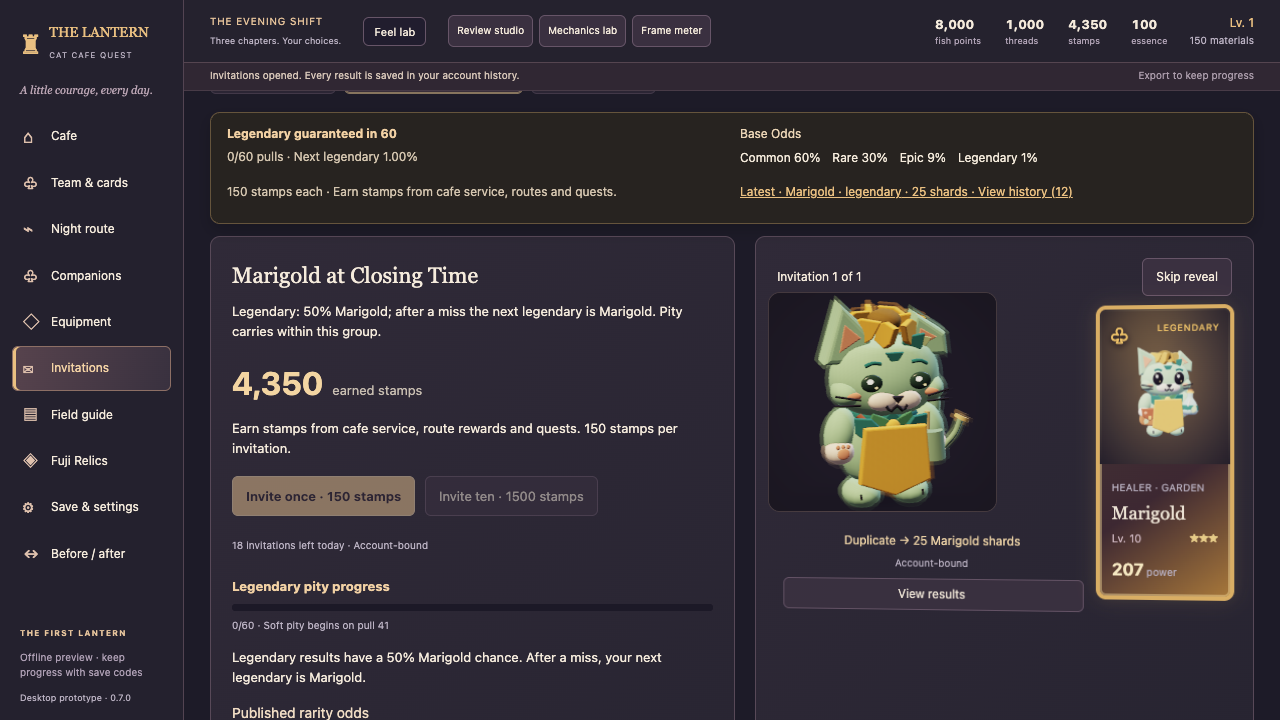 THE LANTERN
CAT CAFE QUEST
A little courage, every day.
Cafe
Team & cards
Night route
Companions
Equipment
Invitations
Field guide
Fuji Relics
Save & settings
Before / after
THE FIRST LANTERN
Offline preview · keep
progress with save codes
Desktop prototype · 0.7.0
THE EVENING SHIFT
Three chapters. Your choices.
Feel lab
Review studio
Mechanics lab
Frame meter
8,000
fish points
1,000
threads
4,350
stamps
100
essence
Lv. 1
150 materials
Invitations opened. Every result is saved in your account history.
Export to keep progress
Legendary guaranteed in 60
0/60 pulls · Next legendary 1.00%
150 stamps each · Earn stamps from cafe service, routes and quests.
Base Odds
Common 60% Rare 30% Epic 9% Legendary 1%
Latest · Marigold · legendary · 25 shards · View history (12)
Marigold at Closing Time
Legendary: 50% Marigold; after a miss the next legendary is Marigold. Pity
carries within this group.
4,350 earned stamps
Earn stamps from cafe service, route rewards and quests. 150 stamps per
invitation.
Invite once · 150 stamps
Invite ten · 1500 stamps
18 invitations left today · Account-bound
Legendary pity progress
0/60 · Soft pity begins on pull 41
Legendary results have a 50% Marigold chance. After a miss, your next
legendary is Marigold.
Published rarity odds
Invitation 1 of 1
Skip reveal
Duplicate → 25 Marigold shards
Account-bound
View results
LEGENDARY
HEALER · GARDEN
Marigold
Lv. 10 ★★★
207 power